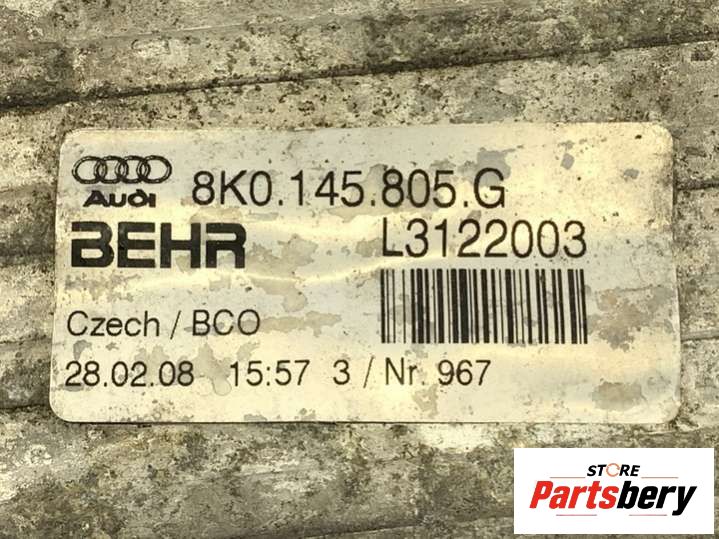 Audi 8K0.145.805.G
BEHR L3122003
Czech / BCO
28.02.08 15:57 3 / Nr. 967
STORE
Partsbery